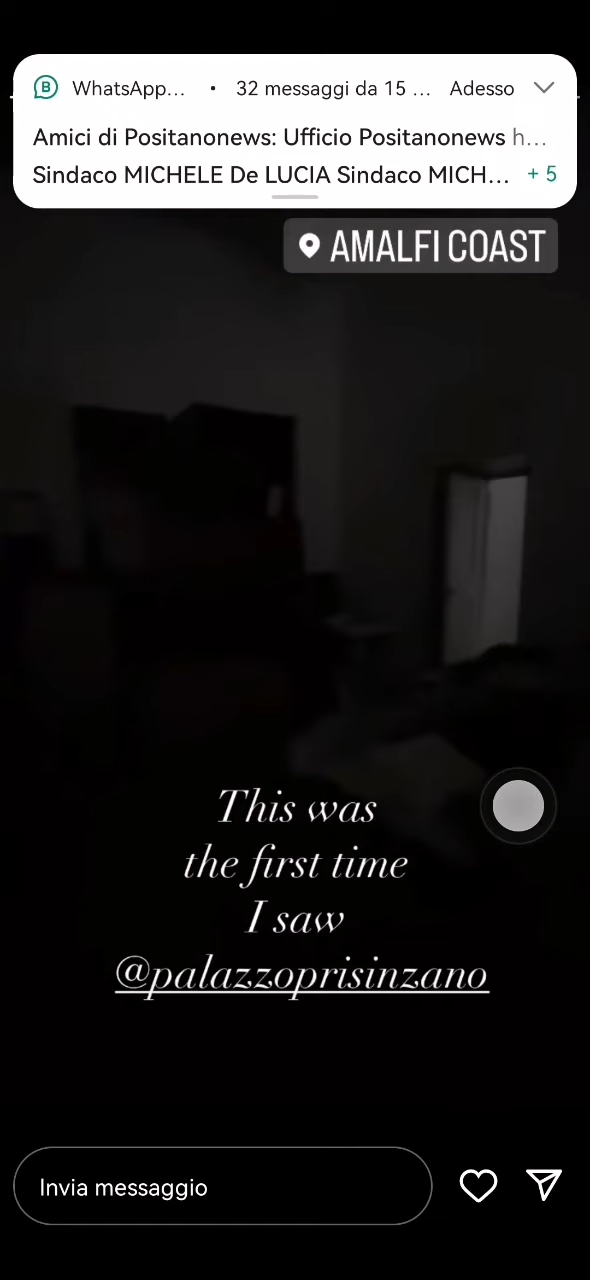 WhatsApp... • 32 messaggi da 15 ... Adesso
Amici di Positanonews: Ufficio Positanonews h...
Sindaco MICHELE De LUCIA Sindaco MICH... + 5
AMALFI COAST
This was
the first time
I saw
@palazzoprisinzano
Invia messaggio